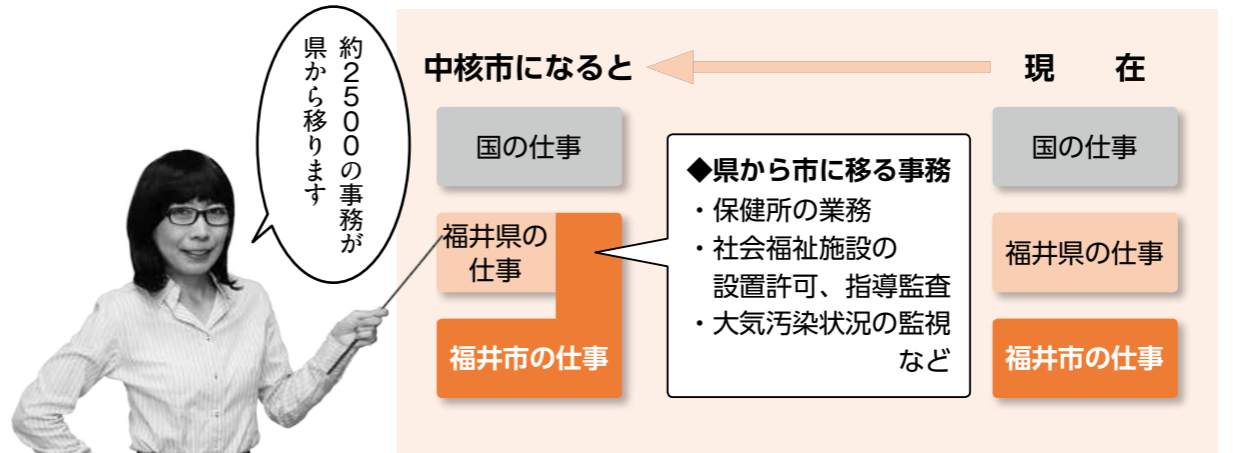 約２５００の事務が
県から移ります
中核市になると
現　在
国の仕事
福井県の
仕事
福井市の仕事
◆県から市に移る事務
・保健所の業務
・社会福祉施設の
設置許可、指導監査
・大気汚染状況の監視
など
国の仕事
福井県の仕事
福井市の仕事